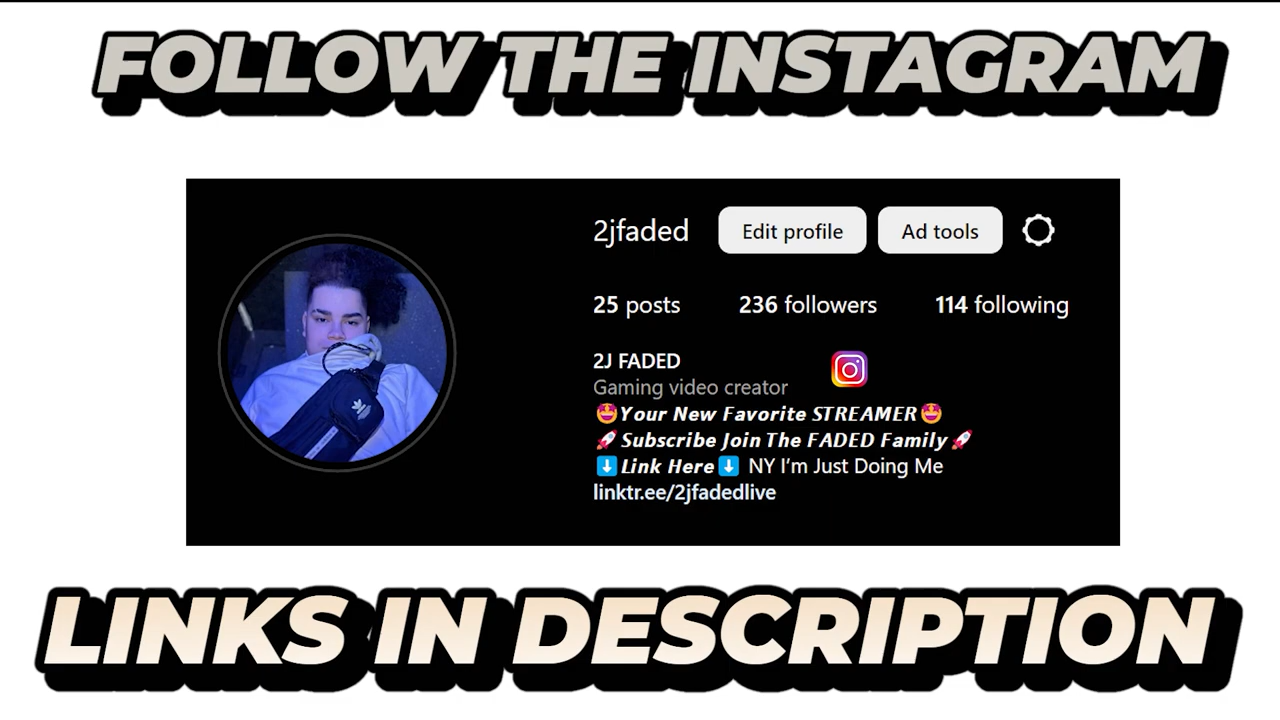 FOLLOW THE INSTAGRAM
2jfaded Edit profile Ad tools
25 posts 236 followers 114 following
2J FADED
Gaming video creator
🤩Your New Favorite STREAMER🤩
🚀Subscribe Join The FADED Family🚀
⬇️Link Here⬇️ NY I’m Just Doing Me
linktr.ee/2jfadedlive
LINKS IN DESCRIPTION